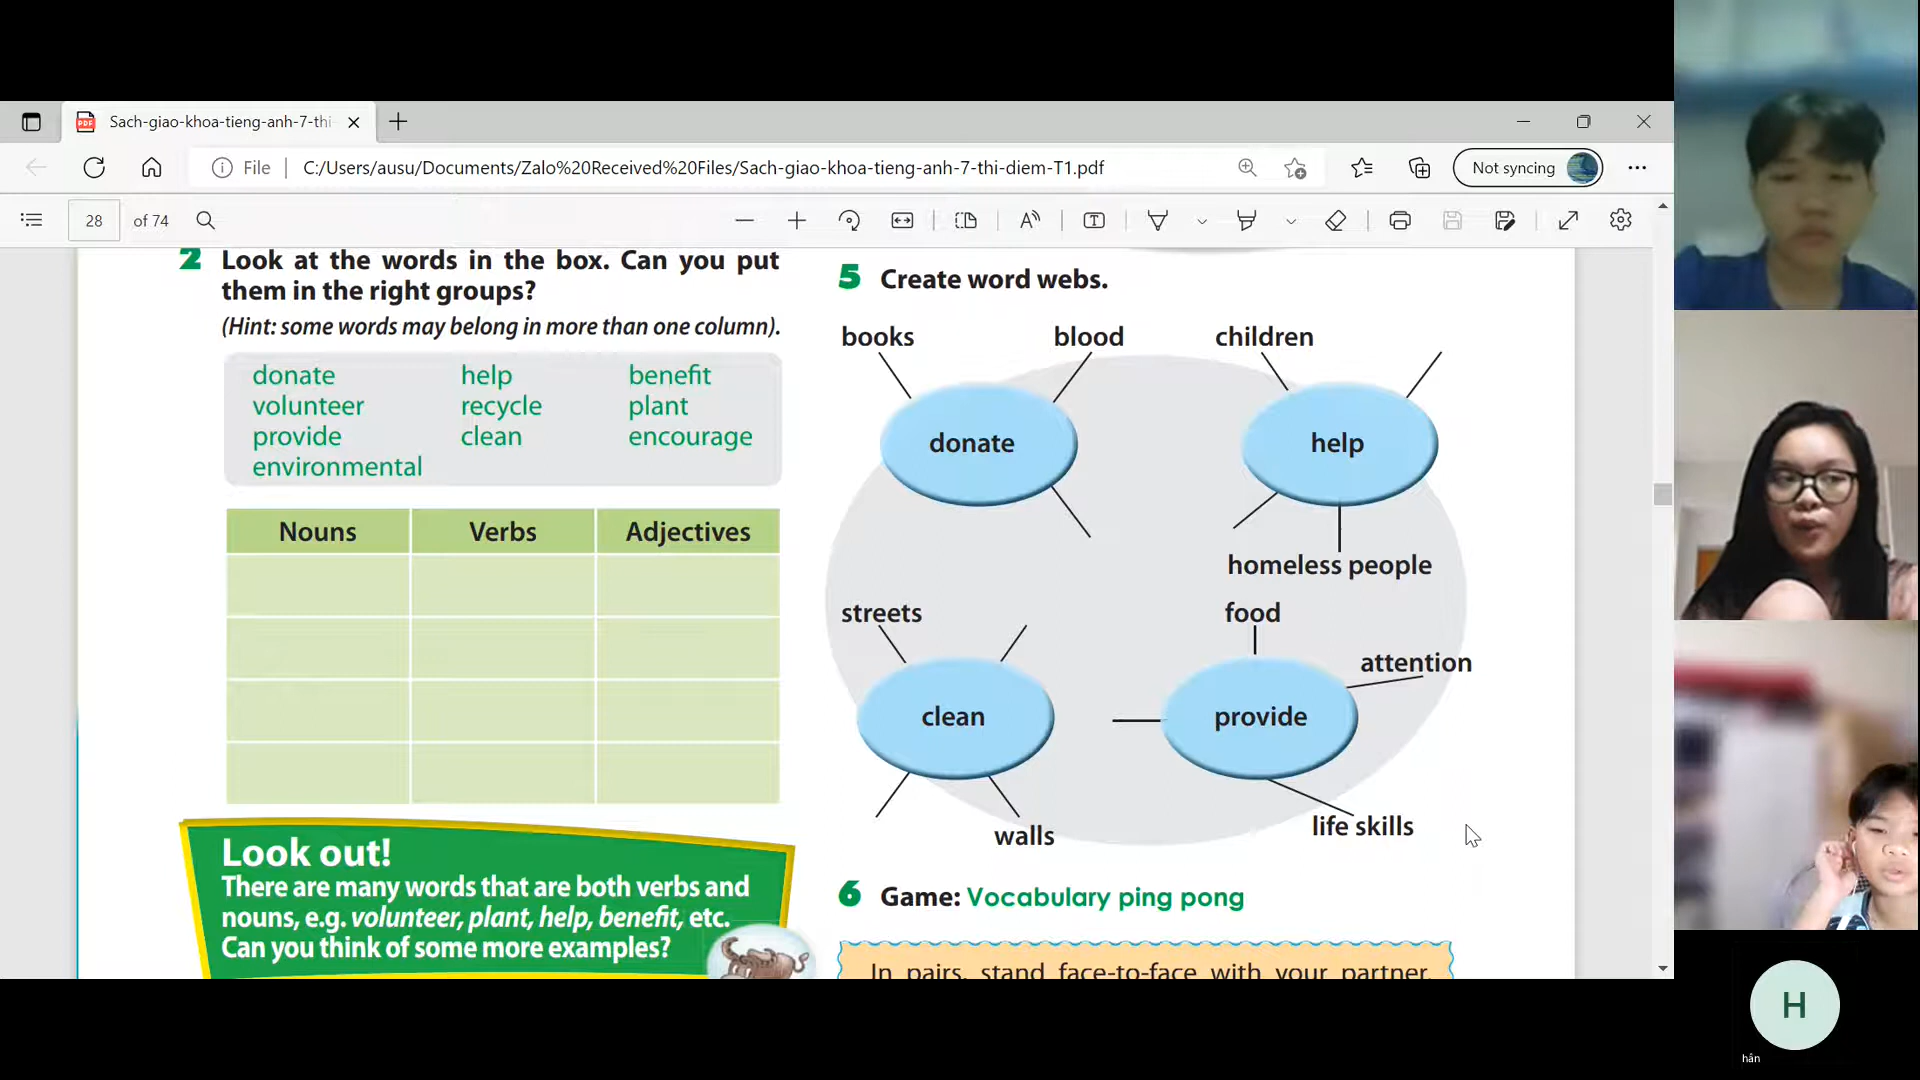 Sach-giao-khoa-tieng-anh-7-thi
File
C:/Users/ausu/Documents/Zalo%20Received%20Files/Sach-giao-khoa-tieng-anh-7-thi-diem-T1.pdf
Not syncing
28 of 74
2 Look at the words in the box. Can you put
them in the right groups?
(Hint: some words may belong in more than one column).
donate help benefit
volunteer recycle plant
provide clean encourage
environmental
Nouns Verbs Adjectives
Look out!
There are many words that are both verbs and
nouns, e.g. volunteer, plant, help, benefit, etc.
Can you think of some more examples?
5 Create word webs.
books blood children
donate help
homeless people
streets food
attention
clean provide
life skills
walls
6 Game: Vocabulary ping pong
In pairs, stand face-to-face with your partner.
H
hân